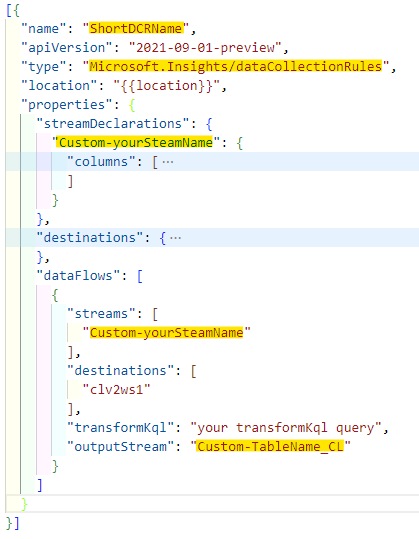 [{
"name": "ShortDCRName",
"apiVersion": "2021-09-01-preview",
"type": "Microsoft.Insights/dataCollectionRules",
"location": "{{location}}",
"properties": {
"streamDeclarations": {
"Custom-yourSteamName": {
"columns": [ ···
]
}
},
"destinations": { ···
},
"dataFlows": [
{
"streams": [
"Custom-yourSteamName"
],
"destinations": [
"clv2ws1"
],
"transformKql": "your transformKql query",
"outputStream": "Custom-TableName_CL"
}
]
}
}]